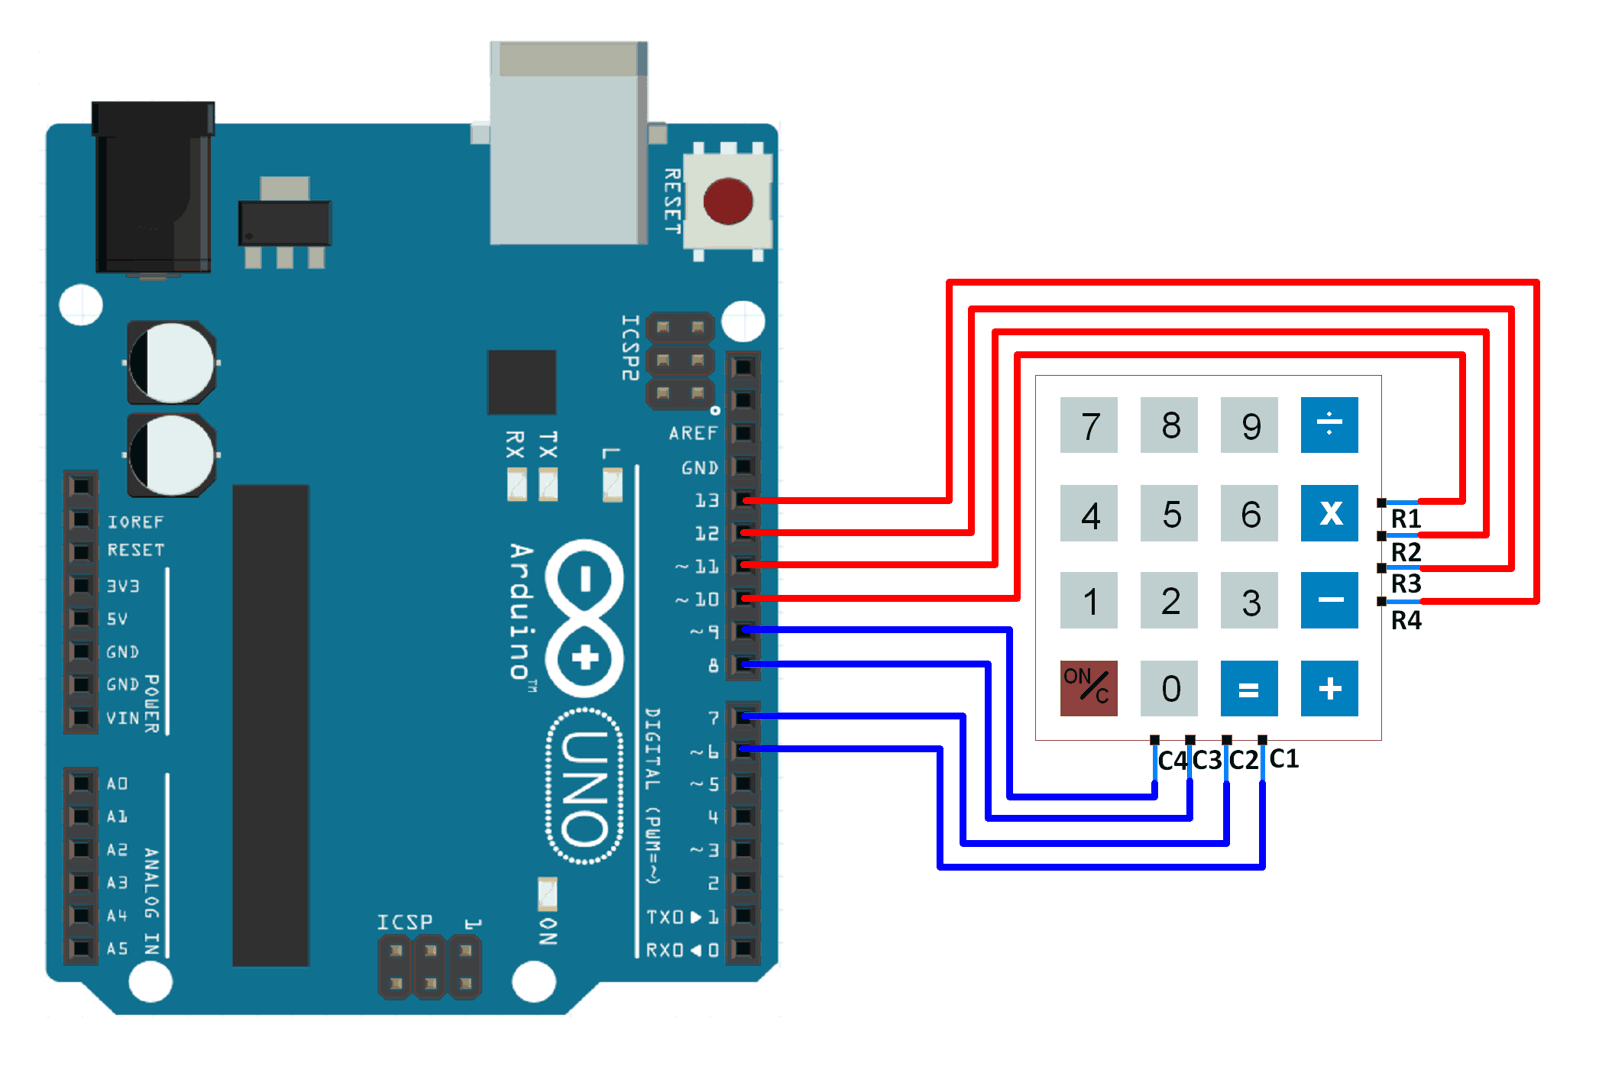 RESET
ICSP2
AREF
GND
13
12
~11
~10
~9
8
7
~6
~5
4
~3
2
TX0▶1
RX0◀0
RX
TX
L
Arduino™
UNO
DIGITAL (PWM=~)
ON
ICSP
1
IOREF
RESET
3V3
5V
GND
GND
VIN
POWER
A0
A1
A2
A3
A4
A5
ANALOG IN
7 8 9 ÷
4 5 6 x
1 2 3 −
ON/C 0 = +
R1
R2
R3
R4
C4 C3 C2 C1